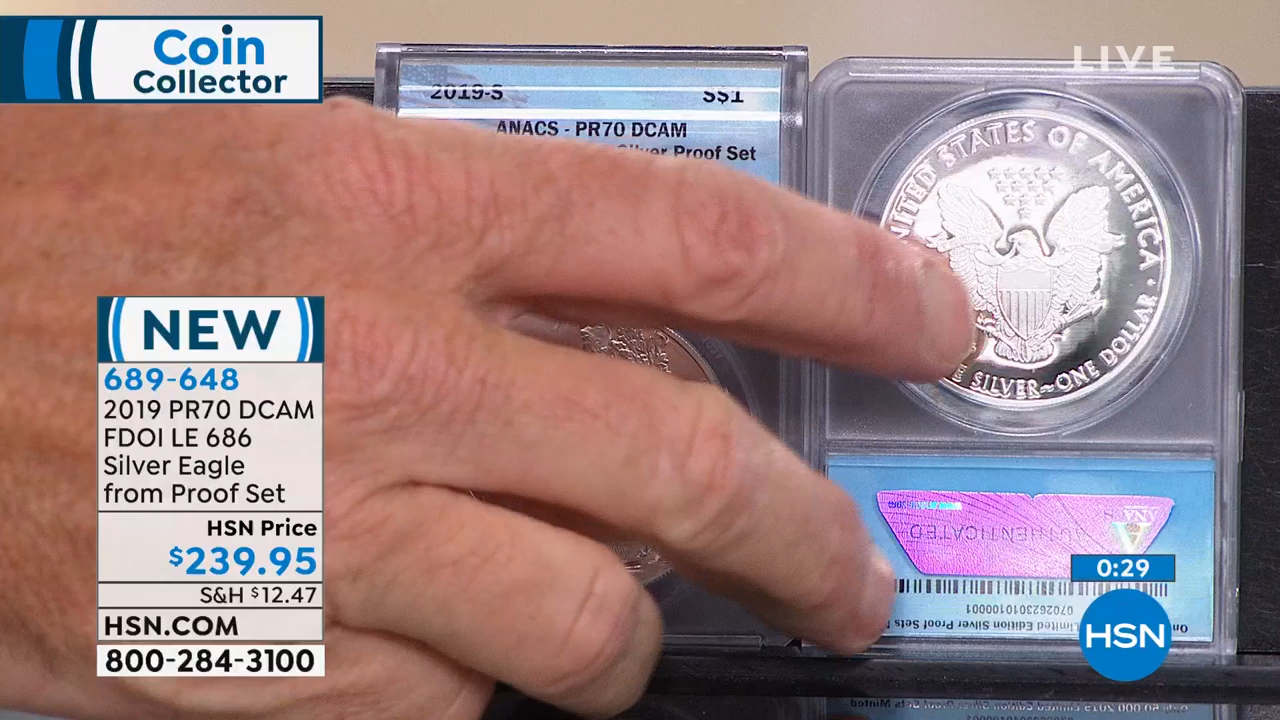 Coin
Collector
LIVE
2019-S S$1
ANACS - PR70 DCAM
Silver Proof Set
UNITED STATES OF AMERICA
SILVER~ONE DOLLAR
NEW
689-648
2019 PR70 DCAM
FDOI LE 686
Silver Eagle
from Proof Set
HSN Price
$239.95
S&H $12.47
HSN.COM
800-284-3100
AUTHENTICATED
0:29
07026230101000001
Limited Edition Silver Proof Sets
HSN